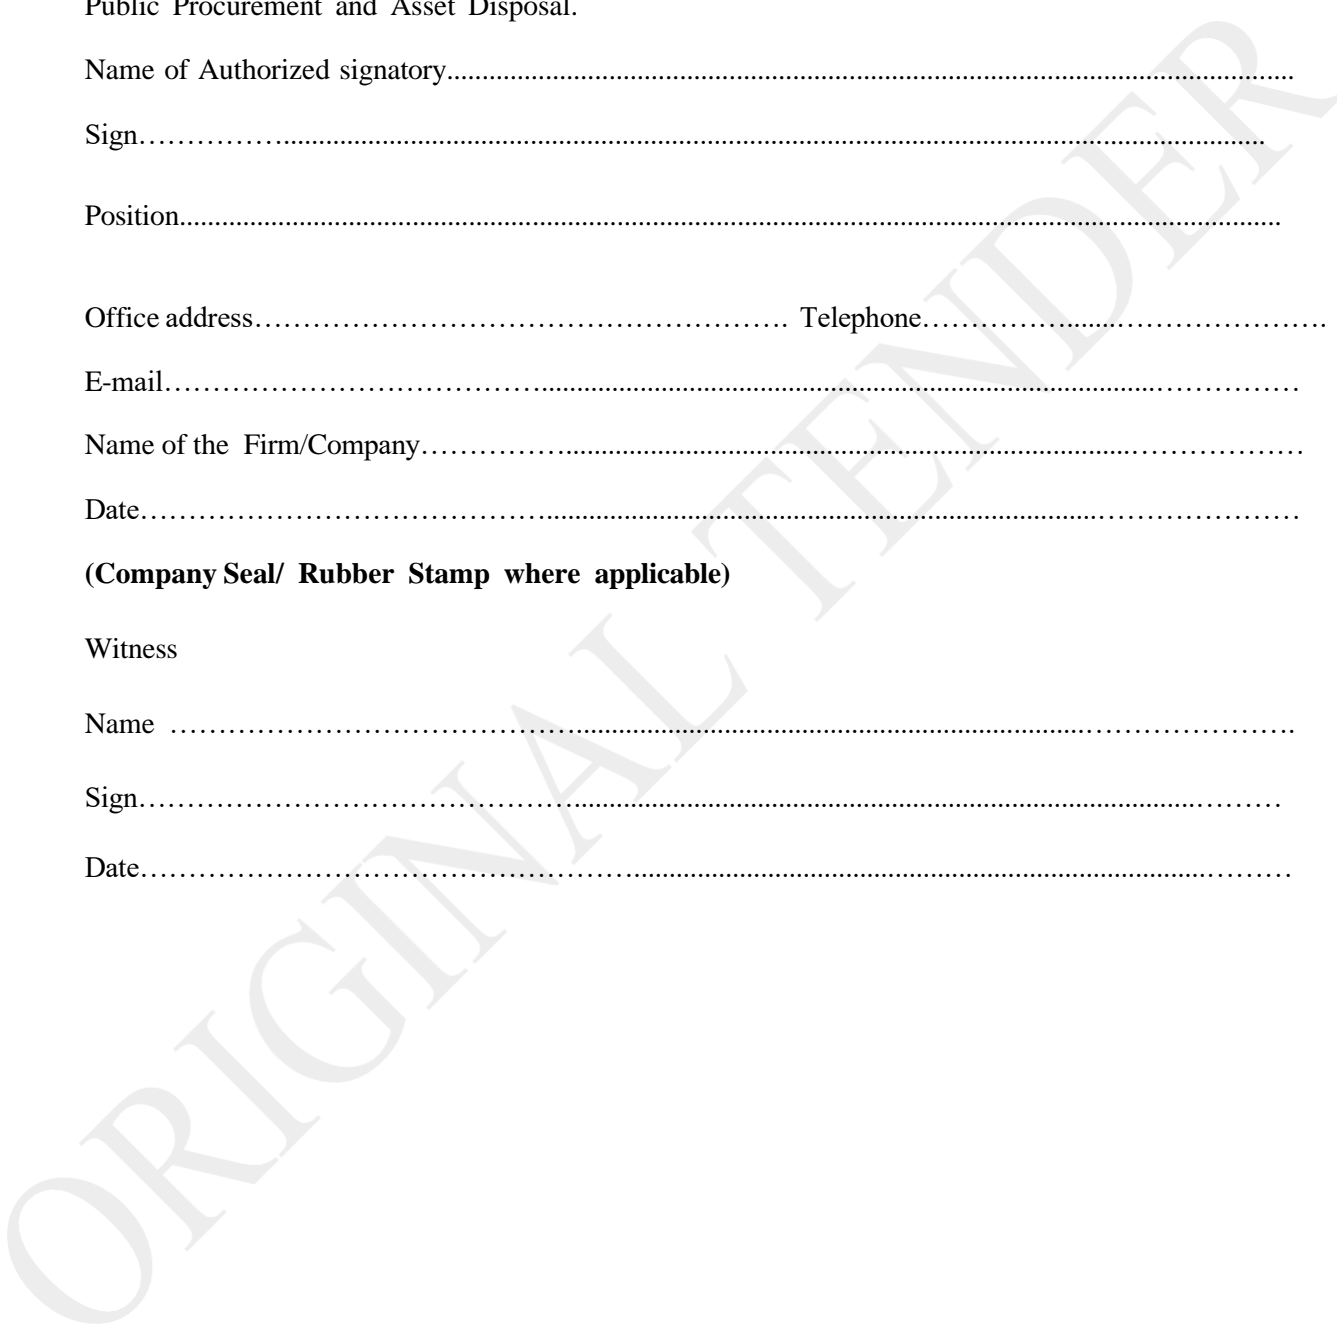 Public Procurement and Asset Disposal.
Name of Authorized signatory..........................................................................................................................
Sign……………............................................................................................................................................
Position............................................................................................................................................................
Office address………………………………………………. Telephone…………….......………………….
E-mail…………………………………......................................................................................……………
Name of the Firm/Company……………................................................................................………………
Date……………………………………..............................................................................…………………
(Company Seal/ Rubber Stamp where applicable)
Witness
Name ……………………………………........................................................................………………….
Sign………………………………………........................................................................................………
Date……………………………………………................................................................................………
ORIGINAL TENDER